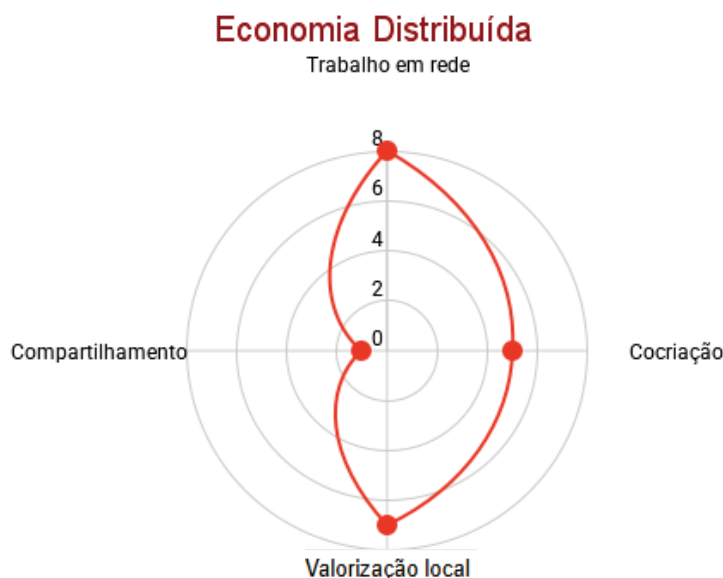 Economia Distribuída
Trabalho em rede
8
6
4
2
0
Compartilhamento
Cocriação
Valorização local